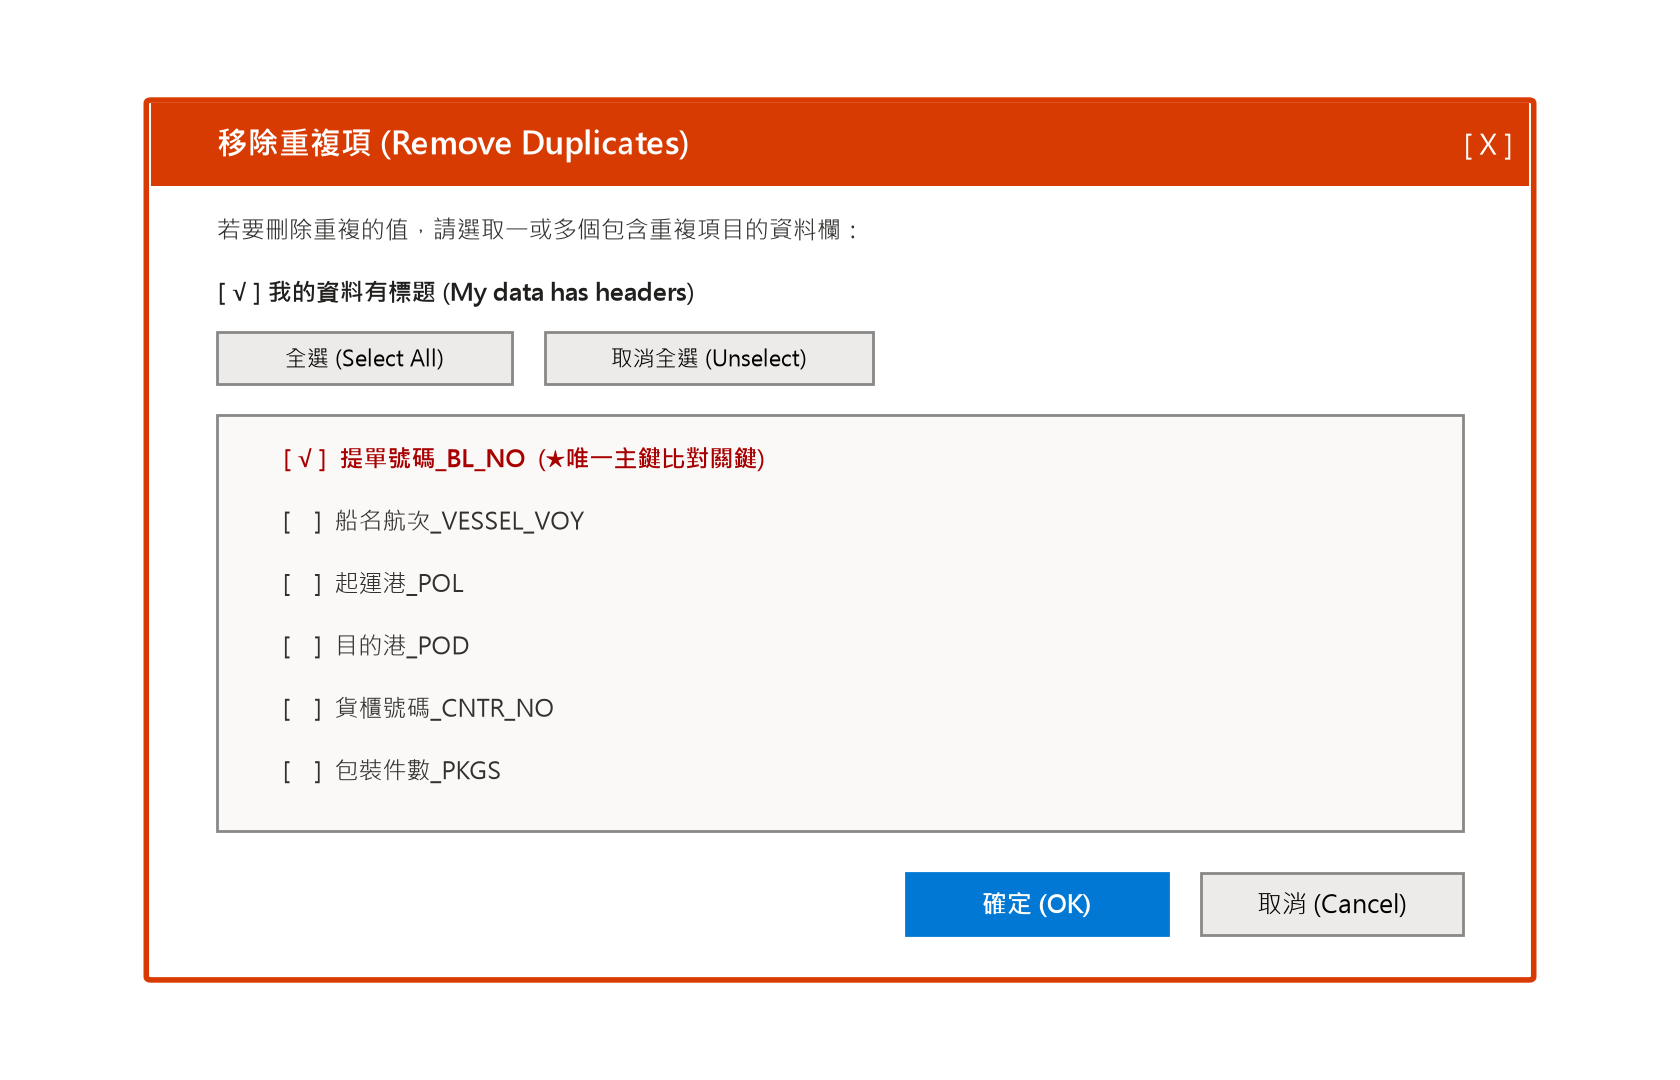 移除重複項 (Remove Duplicates)
[ X ]
若要刪除重複的值，請選取一或多個包含重複項目的資料欄：
[ √ ] 我的資料有標題 (My data has headers)
全選 (Select All)
取消全選 (Unselect)
[ √ ] 提單號碼_BL_NO (★唯一主鍵比對關鍵)
[ ] 船名航次_VESSEL_VOY
[ ] 起運港_POL
[ ] 目的港_POD
[ ] 貨櫃號碼_CNTR_NO
[ ] 包裝件數_PKGS
確定 (OK)
取消 (Cancel)